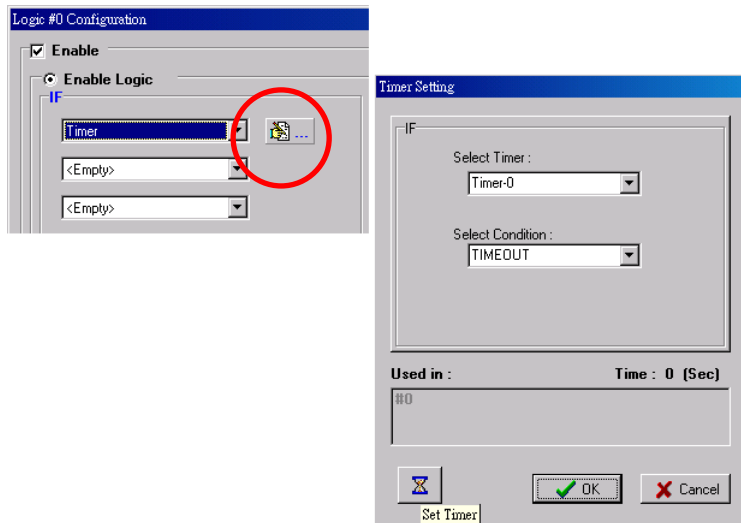 Logic #0 Configuration
Enable
Enable Logic
IF
Timer
...
<Empty>
<Empty>
Timer Setting
IF
Select Timer :
Timer-0
Select Condition :
TIMEOUT
Used in :
Time : 0 (Sec)
#0
OK
Cancel
Set Timer